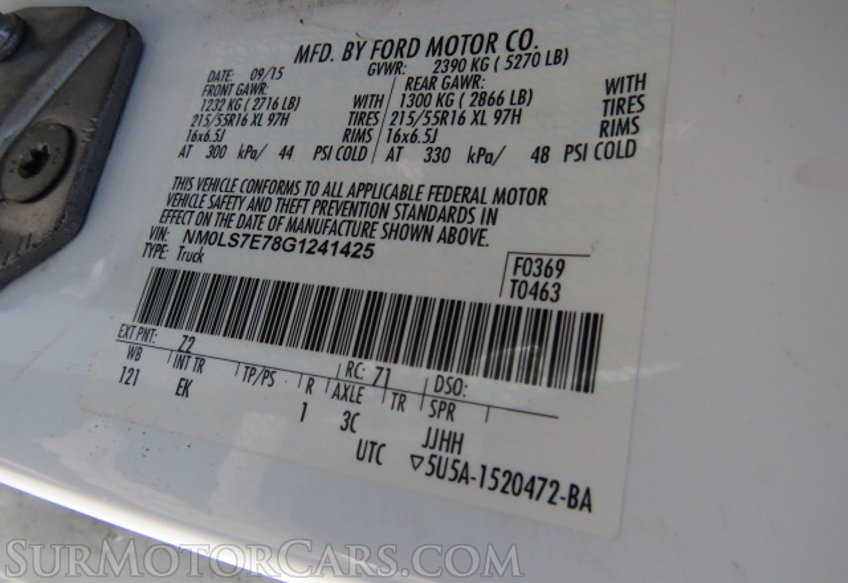 MFD. BY FORD MOTOR CO.
DATE: 09/15 GVWR: 2390 KG ( 5270 LB)
FRONT GAWR: REAR GAWR:
1232 KG ( 2716 LB) WITH 1300 KG ( 2866 LB) WITH
215/55R16 XL 97H TIRES 215/55R16 XL 97H TIRES
16x6.5J RIMS 16x6.5J RIMS
AT 300 kPa/ 44 PSI COLD AT 330 kPa/ 48 PSI COLD
THIS VEHICLE CONFORMS TO ALL APPLICABLE FEDERAL MOTOR
VEHICLE SAFETY AND THEFT PREVENTION STANDARDS IN
EFFECT ON THE DATE OF MANUFACTURE SHOWN ABOVE.
VIN: NM0LS7E78G1241425
TYPE: Truck
F0369
T0463
EXT PNT: Z2 RC: 71 DSO:
WB INT TR TP/PS R AXLE TR SPR
121 EK 1 3C JJHH
UTC ▽5U5A-1520472-BA
SurMotorCars.com